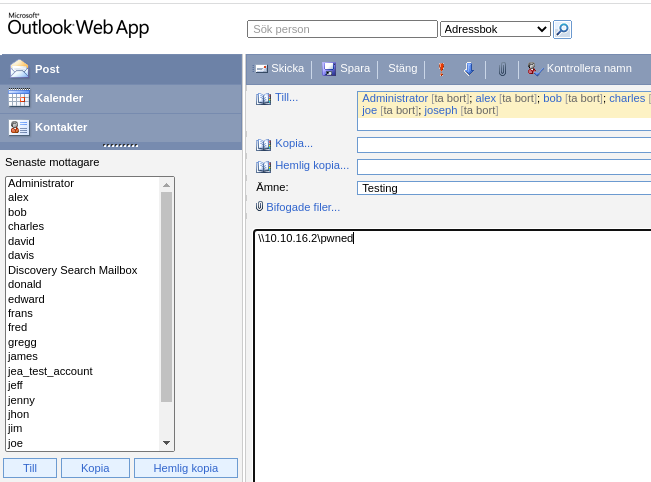 Microsoft®
Outlook Web App
Sök person
Adressbok
Post
Kalender
Kontakter
Senaste mottagare
Administrator
alex
bob
charles
david
davis
Discovery Search Mailbox
donald
edward
frans
fred
gregg
james
jea_test_account
jeff
jenny
jhon
jim
joe
Till
Kopia
Hemlig kopia
Skicka
Spara
Stäng
Kontrollera namn
Till...
Administrator [ta bort]; alex [ta bort]; bob [ta bort]; charles [
joe [ta bort]; joseph [ta bort]
Kopia...
Hemlig kopia...
Ämne:
Testing
Bifogade filer...
\\10.10.16.2\pwned